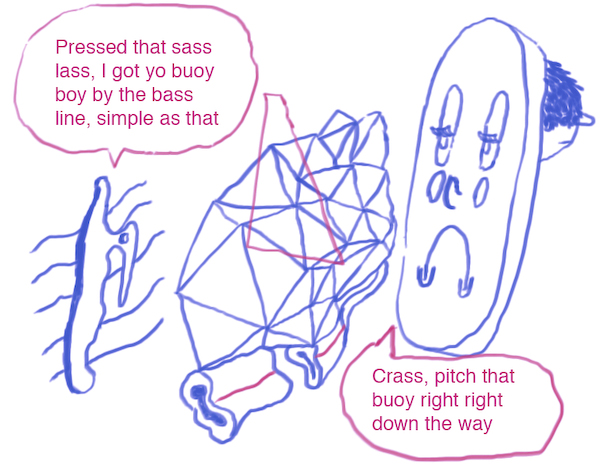 Pressed that sass
lass, I got yo buoy
boy by the bass
line, simple as that
Crass, pitch that
buoy right right
down the way